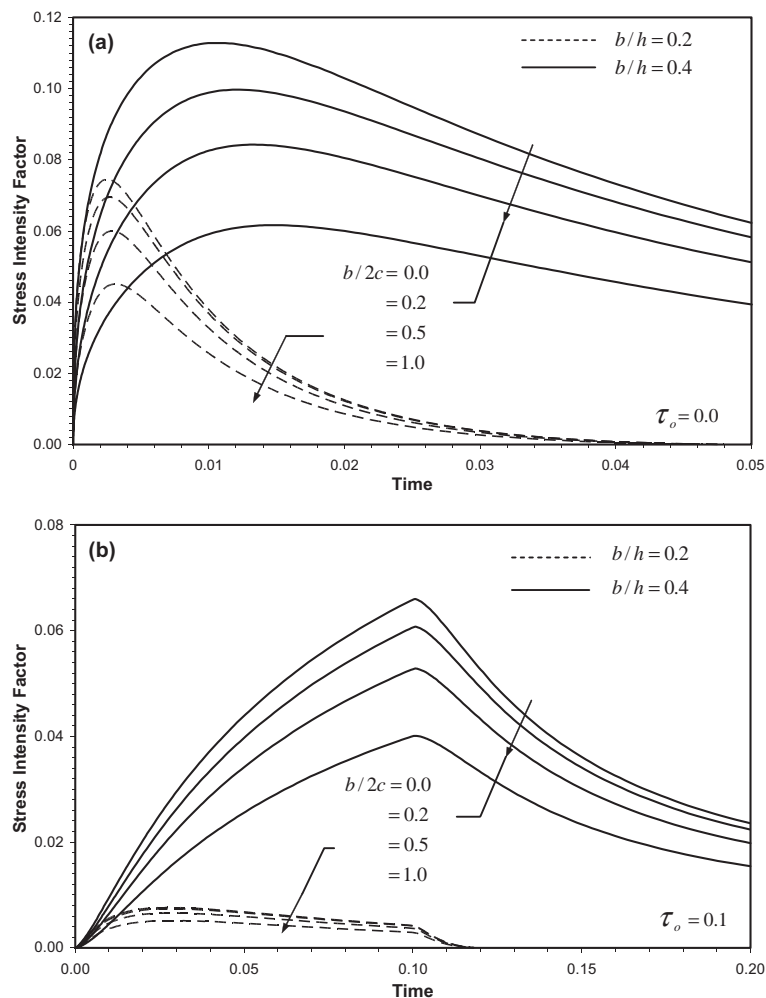 (a)
b/h = 0.2
b/h = 0.4
0.12
0.10
0.08
0.06
0.04
0.02
0.00
Stress Intensity Factor
b/2c = 0.0
= 0.2
= 0.5
= 1.0
τo = 0.0
0 0.01 0.02 0.03 0.04 0.05
Time
(b)
b/h = 0.2
b/h = 0.4
0.08
0.06
0.04
0.02
0.00
Stress Intensity Factor
b/2c = 0.0
= 0.2
= 0.5
= 1.0
τo = 0.1
0.00 0.05 0.10 0.15 0.20
Time